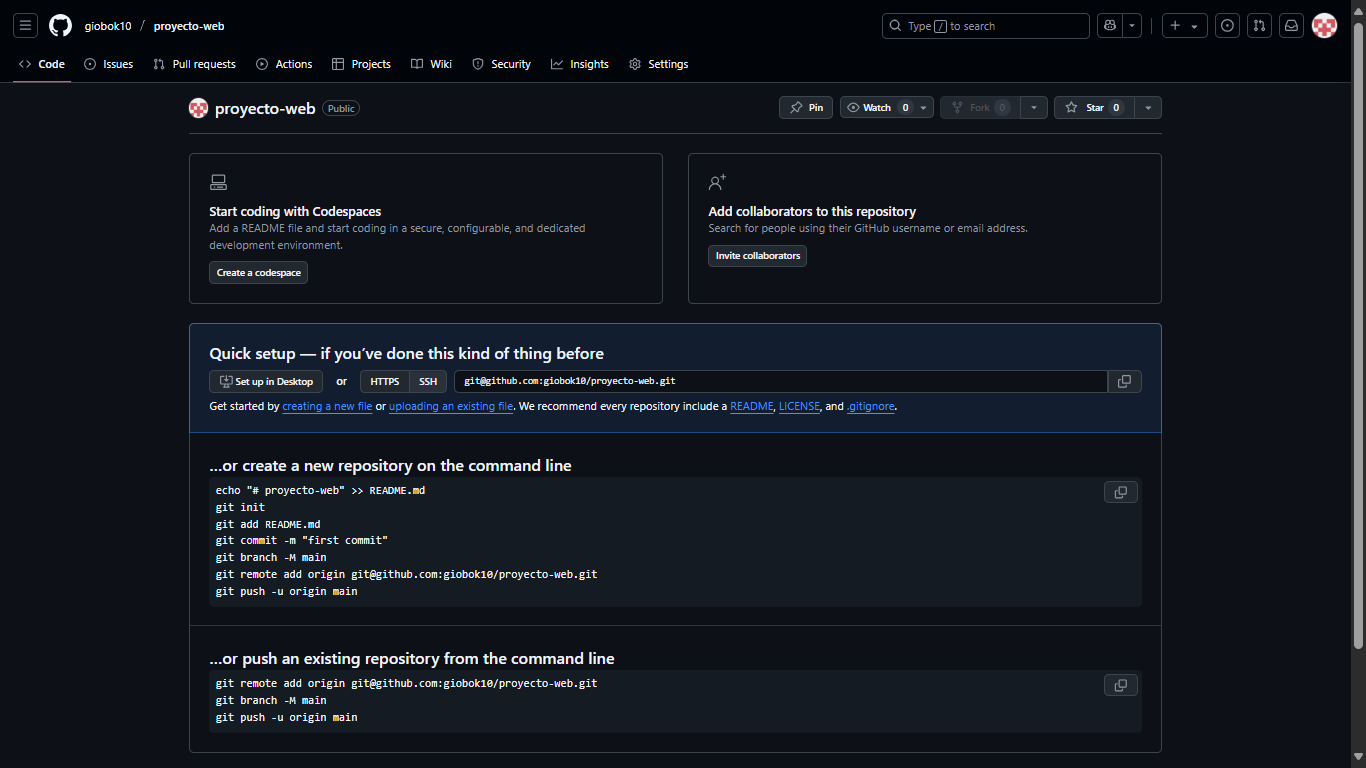 giobok10 / proyecto-web
Type / to search
Code Issues Pull requests Actions Projects Wiki Security Insights Settings
proyecto-web Public
Pin Watch 0 Fork 0 Star 0
Start coding with Codespaces
Add a README file and start coding in a secure, configurable, and dedicated
development environment.
Create a codespace
Add collaborators to this repository
Search for people using their GitHub username or email address.
Invite collaborators
Quick setup — if you’ve done this kind of thing before
Set up in Desktop or HTTPS SSH git@github.com:giobok10/proyecto-web.git
Get started by creating a new file or uploading an existing file. We recommend every repository include a README, LICENSE, and .gitignore.
…or create a new repository on the command line
echo "# proyecto-web" >> README.md
git init
git add README.md
git commit -m "first commit"
git branch -M main
git remote add origin git@github.com:giobok10/proyecto-web.git
git push -u origin main
…or push an existing repository from the command line
git remote add origin git@github.com:giobok10/proyecto-web.git
git branch -M main
git push -u origin main